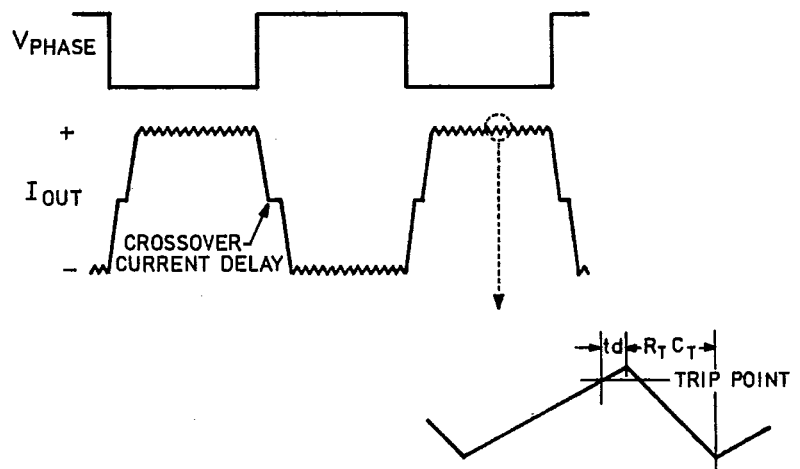 VPHASE
+
IOUT
CROSSOVER
CURRENT DELAY
−
td RT CT
TRIP POINT